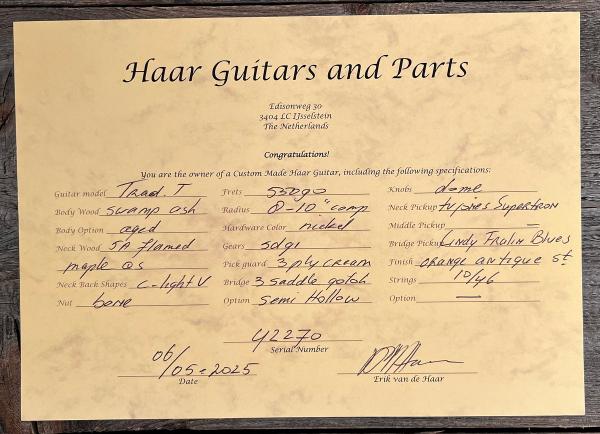 Haar Guitars and Parts
Edisonweg 30
3404 LC IJsselstein
The Netherlands
Congratulations!
You are the owner of a Custom Made Haar Guitar, including the following specifications:
Guitar model Trad. T
Body Wood swamp ash
Body Option aged
Neck Wood 5A flamed
maple qs
Neck Back Shapes C-light V
Nut bone
Frets 55090
Radius 8-10" comp
Hardware Color nickel
Gears sdgi
Pick guard 3 ply cream
Bridge 3 saddle gotoh
Option Semi Hollow
Knobs dome
Neck Pickup Supertron
Middle Pickup —
Bridge Pickup Lindy Fralin Blues
Finish orange antique st
Strings 10/46
Option —
42270
Serial Number
06/05-2025
Date
Erik van de Haar